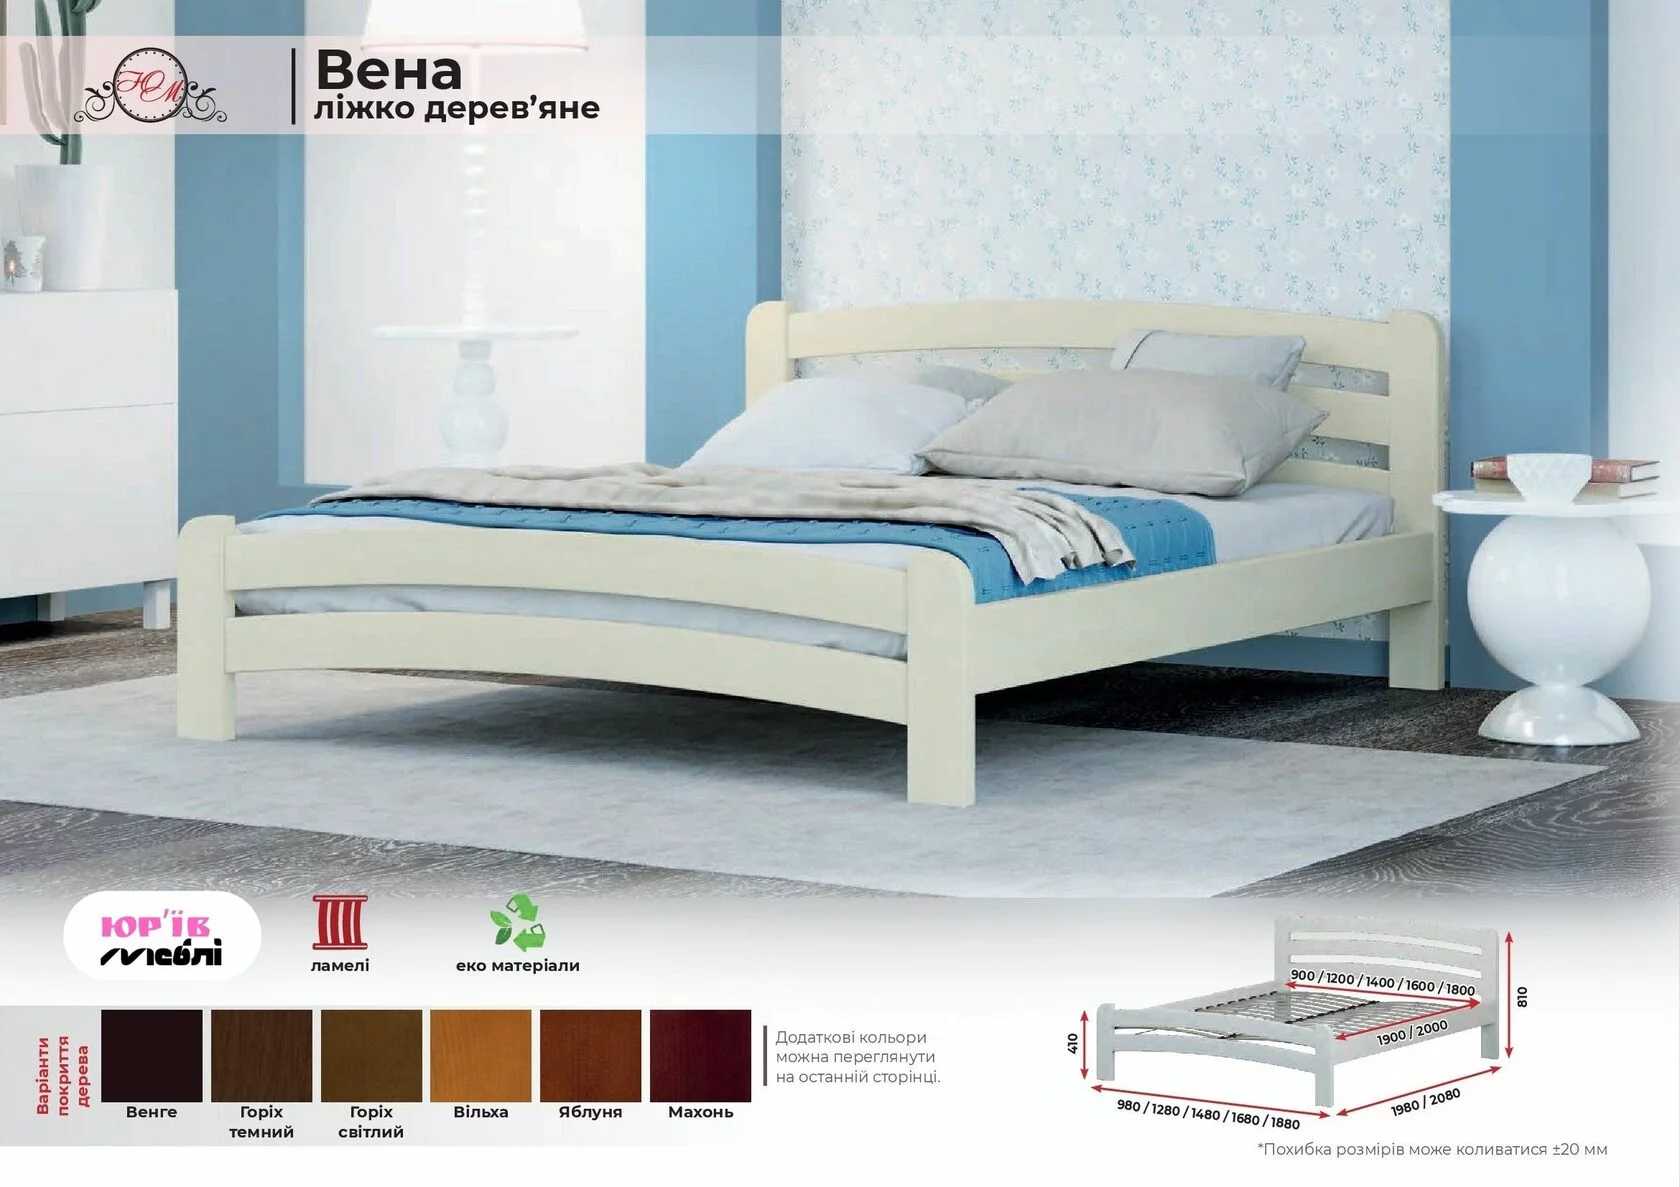 ЮМ
Вена
ліжко дерев’яне
ЮР'ЇВ
меблі
ламелі
еко матеріали
Варіанти
покриття
дерева
Венге
Горіх
темний
Горіх
світлий
Вільха
Яблуня
Махонь
Додаткові кольори
можна переглянути
на останній сторінці.
900 / 1200 / 1400 / 1600 / 1800
1900 / 2000
810
410
980 / 1280 / 1480 / 1680 / 1880
1980 / 2080
*Похибка розмірів може коливатися ±20 мм